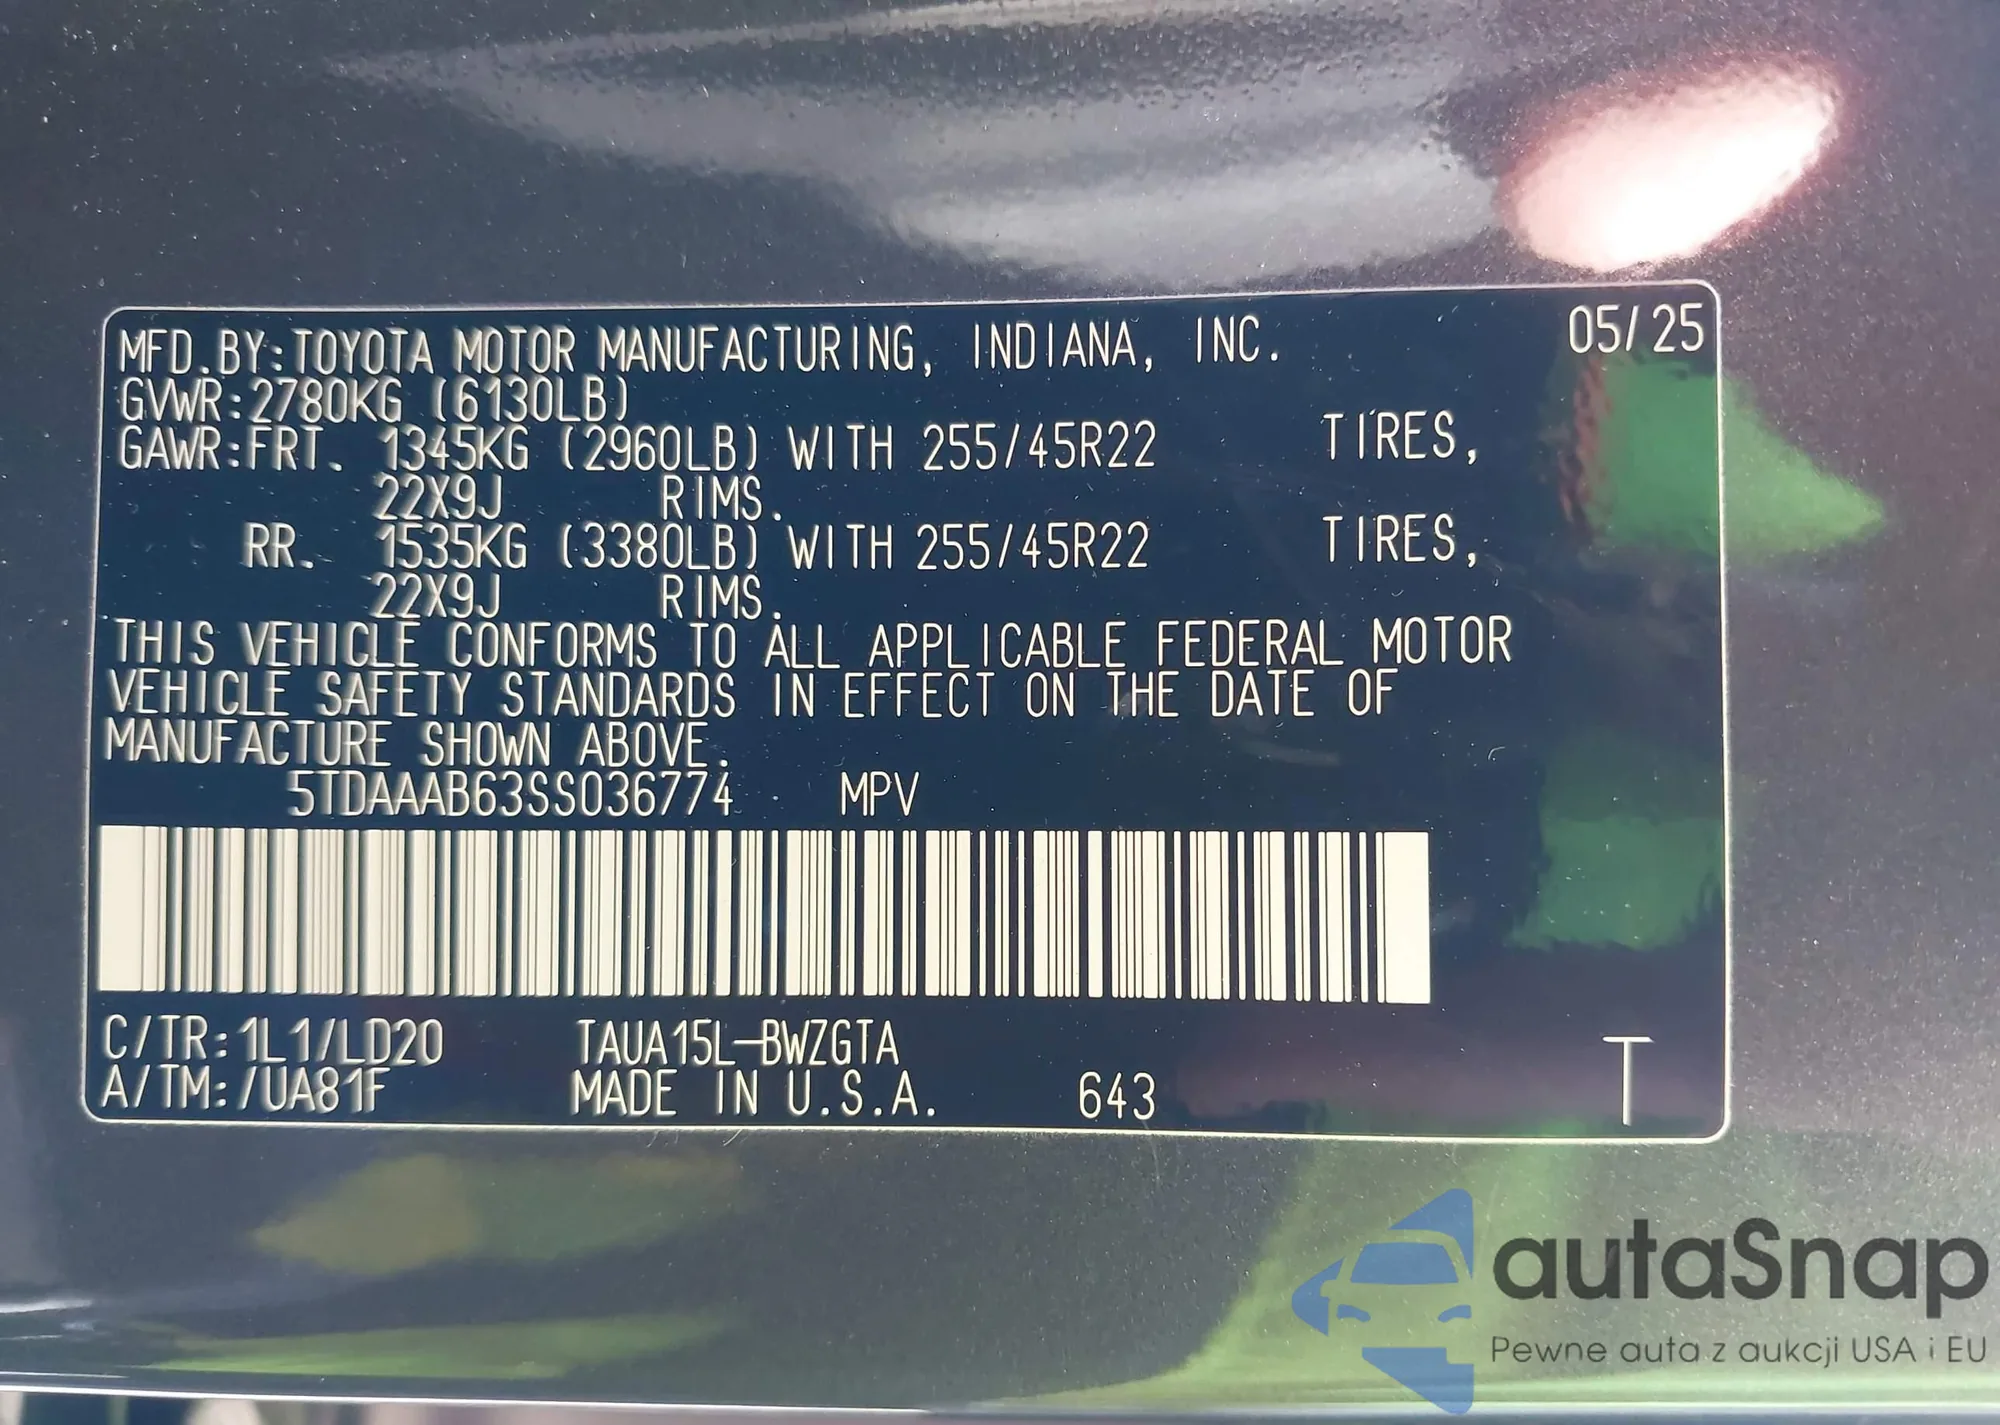 MFD.BY:TOYOTA MOTOR MANUFACTURING, INDIANA, INC. 05/25
GVWR:2780KG (6130LB)
GAWR:FRT. 1345KG (2960LB) WITH 255/45R22 TIRES,
22X9J RIMS.
RR. 1535KG (3380LB) WITH 255/45R22 TIRES,
22X9J RIMS.
THIS VEHICLE CONFORMS TO ALL APPLICABLE FEDERAL MOTOR
VEHICLE SAFETY STANDARDS IN EFFECT ON THE DATE OF
MANUFACTURE SHOWN ABOVE.
5TDAAAB63SS036774 MPV
C/TR:1L1/LD20 TAUA15L-BWZGTA
A/TM:/UA81F MADE IN U.S.A. 643 T
autaSnap
Pewne auta z aukcji USA i EU